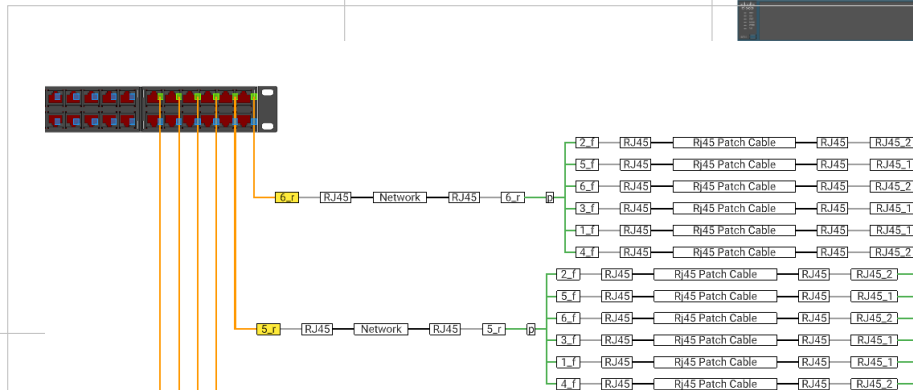 2_f RJ45 Rj45 Patch Cable RJ45 RJ45_2
5_f RJ45 Rj45 Patch Cable RJ45 RJ45_1
6_f RJ45 Rj45 Patch Cable RJ45 RJ45_2
6_r RJ45 Network RJ45 6_r p
3_f RJ45 Rj45 Patch Cable RJ45 RJ45_1
1_f RJ45 Rj45 Patch Cable RJ45 RJ45_1
4_f RJ45 Rj45 Patch Cable RJ45 RJ45_2
2_f RJ45 Rj45 Patch Cable RJ45 RJ45_2
5_f RJ45 Rj45 Patch Cable RJ45 RJ45_1
6_f RJ45 Rj45 Patch Cable RJ45 RJ45_2
5_r RJ45 Network RJ45 5_r p
3_f RJ45 Rj45 Patch Cable RJ45 RJ45_1
1_f RJ45 Rj45 Patch Cable RJ45 RJ45_1
4_f RJ45 Rj45 Patch Cable RJ45 RJ45_2